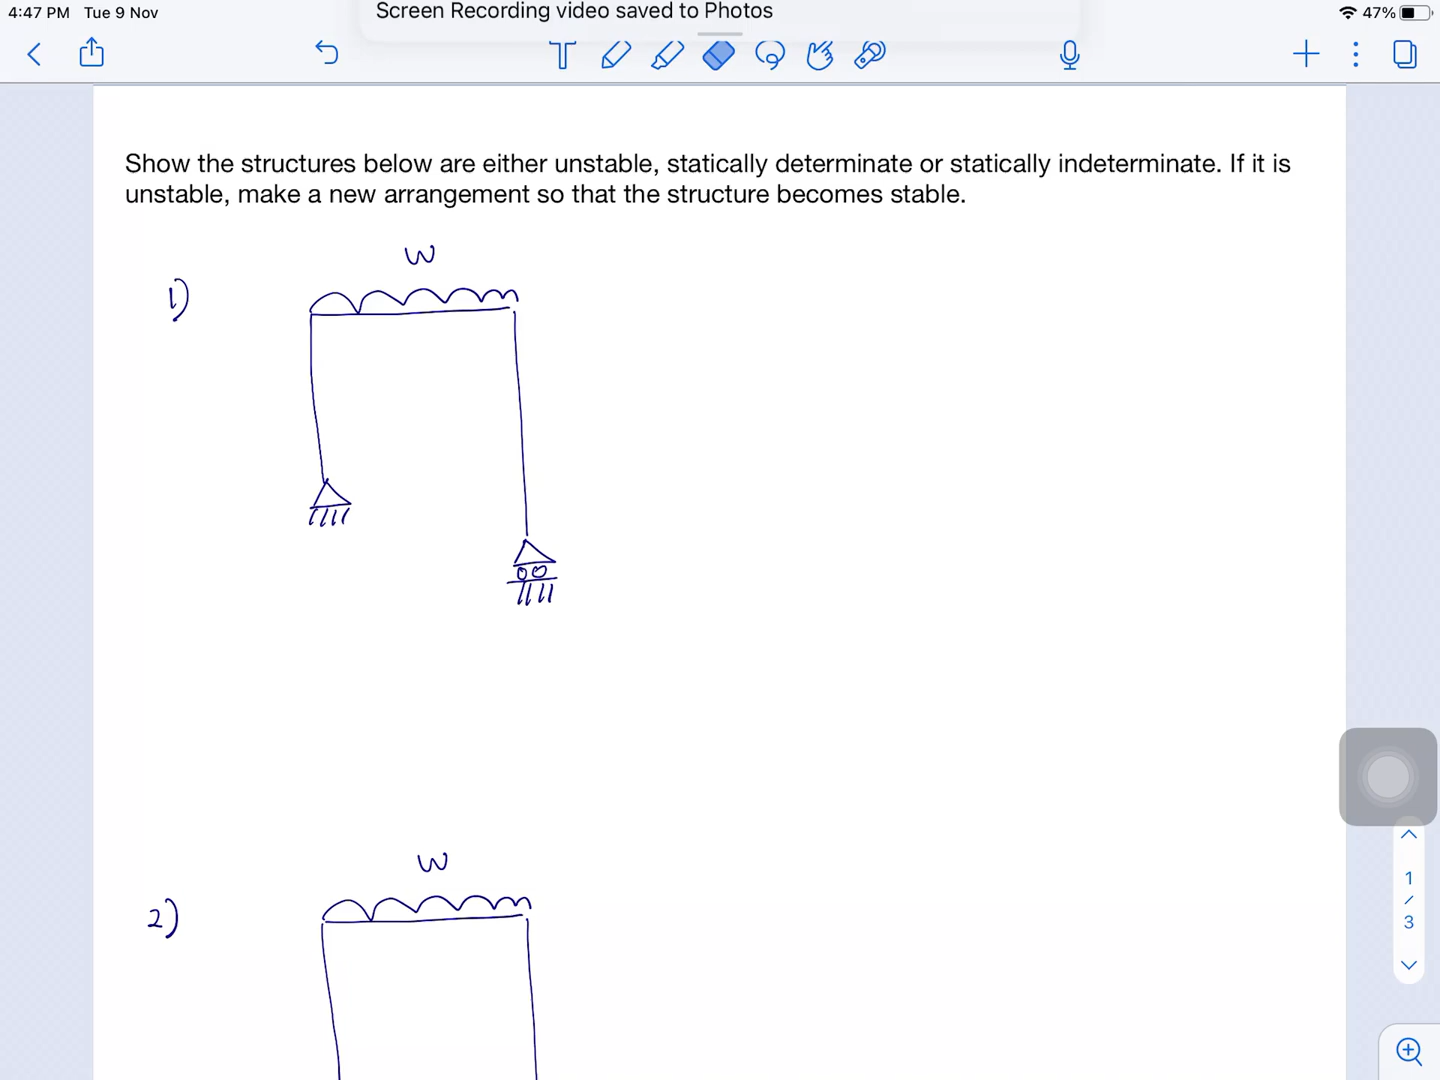 4:47 PM Tue 9 Nov
Screen Recording video saved to Photos
47%
Show the structures below are either unstable, statically determinate or statically indeterminate. If it is
unstable, make a new arrangement so that the structure becomes stable.
W
1)
1
/
3
W
2)